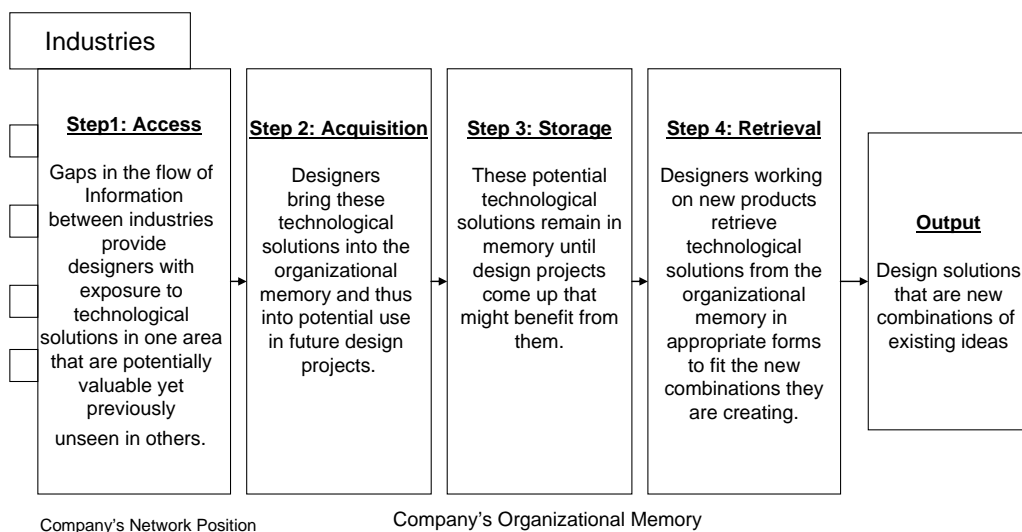 Industries
Step1: Access
Gaps in the flow of
Information
between industries
provide
designers with
exposure to
technological
solutions in one area
that are potentially
valuable yet
previously
unseen in others.
Step 2: Acquisition
Designers
bring these
technological
solutions into the
organizational
memory and thus
into potential use
in future design
projects.
Step 3: Storage
These potential
technological
solutions remain in
memory until
design projects
come up that
might benefit from
them.
Step 4: Retrieval
Designers working
on new products
retrieve
technological
solutions from the
organizational
memory in
appropriate forms
to fit the new
combinations they
are creating.
Output
Design solutions
that are new
combinations of
existing ideas
Company's Network Position
Company's Organizational Memory